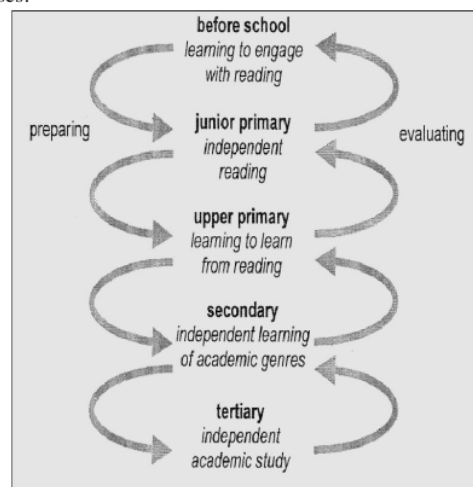 before school
learning to engage
with reading
preparing
junior primary
evaluating
independent
reading
upper primary
learning to learn
from reading
secondary
independent learning
of academic genres
tertiary
independent
academic study